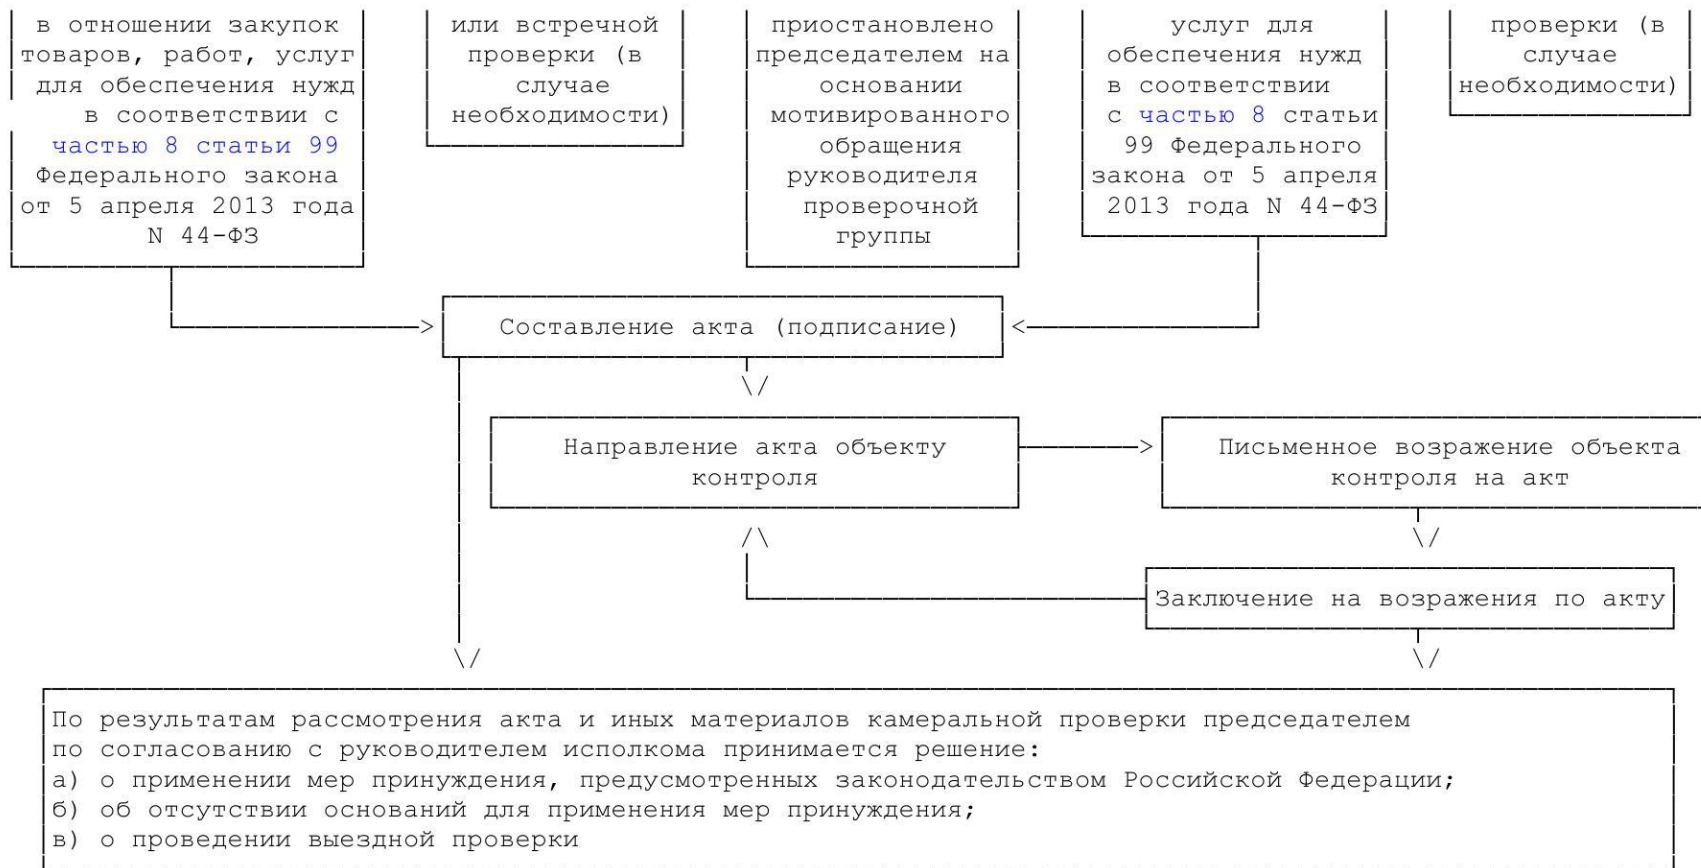 в отношении закупок
товаров, работ, услуг
для обеспечения нужд
в соответствии с
частью 8 статьи 99
Федерального закона
от 5 апреля 2013 года
N 44-ФЗ
или встречной
проверки (в
случае
необходимости)
приостановлено
председателем на
основании
мотивированного
обращения
руководителя
проверочной
группы
услуг для
обеспечения нужд
в соответствии
с частью 8 статьи
99 Федерального
закона от 5 апреля
2013 года N 44-ФЗ
проверки (в
случае
необходимости)
Составление акта (подписание)
Направление акта объекту
контроля
Письменное возражение объекта
контроля на акт
Заключение на возражения по акту
По результатам рассмотрения акта и иных материалов камеральной проверки председателем
по согласованию с руководителем исполкома принимается решение:
а) о применении мер принуждения, предусмотренных законодательством Российской Федерации;
б) об отсутствии оснований для применения мер принуждения;
в) о проведении выездной проверки